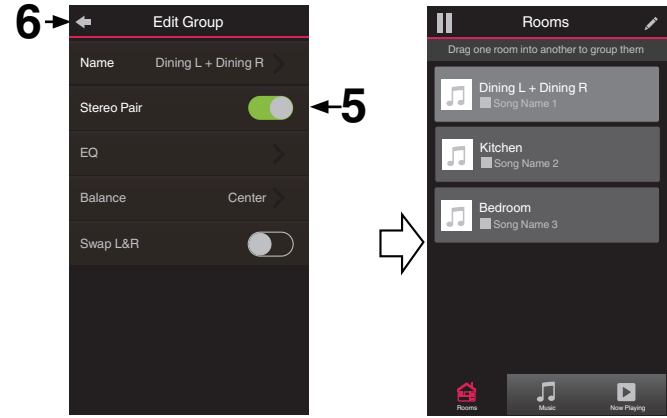 6
Edit Group
Name Dining L + Dining R
Stereo Pair
5
EQ
Balance Center
Swap L&R
Rooms
Drag one room into another to group them
Dining L + Dining R
Song Name 1
Kitchen
Song Name 2
Bedroom
Song Name 3
Rooms Music Now Playing